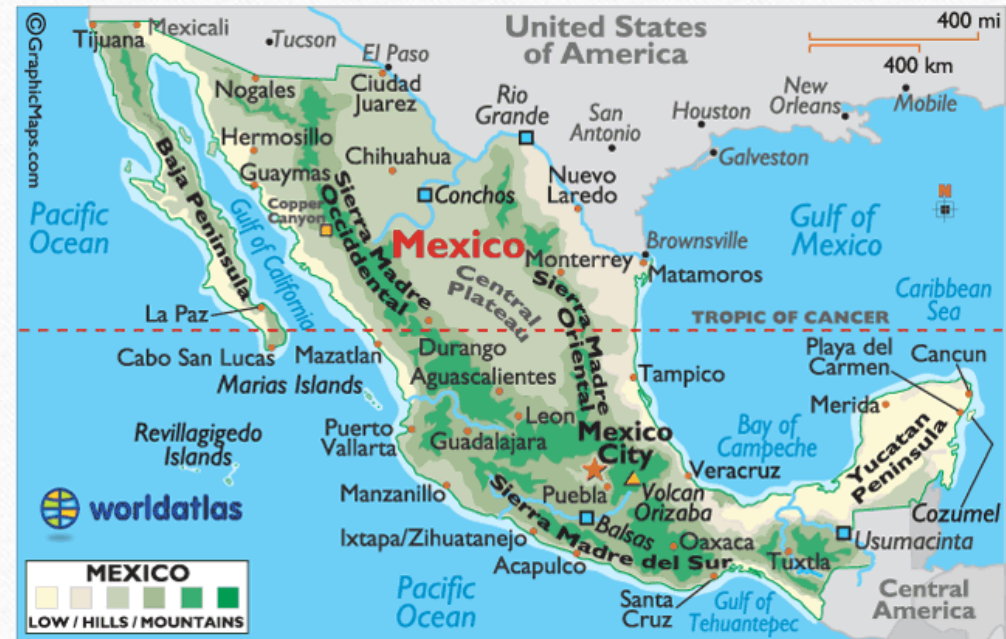 ©GraphicMaps.com
Tijuana
Mexicali
Tucson
El Paso
United States
of America
400 mi
400 km
Nogales
Ciudad
Juarez
Rio
Grande
San
Antonio
Houston
New
Orleans
Mobile
Galveston
Hermosillo
Chihuahua
Guaymas
Copper
Canyon
Conchos
Nuevo
Laredo
Baja Peninsula
Gulf of California
Sierra Madre
Occiddental
Pacific
Ocean
Mexico
Central
Plateau
Monterrey
Sierra Madre
Oriental
Brownsville
Matamoros
Gulf of
Mexico
N
Caribbean
Sea
La Paz
TROPIC OF CANCER
Cabo San Lucas
Mazatlan
Durango
Marias Islands
Aguascalientes
Tampico
Playa del
Carmen
Cancun
Merida
Leon
Revillagigedo
Islands
Puerto
Vallarta
Guadalajara
Mexico
City
Bay of
Campeche
Yucatan
Peninsula
Veracruz
worldatlas
Manzanillo
Puebla
Volcan
Orizaba
Cozumel
Ixtapa/Zihuatanejo
Balsas
Sierra Madre del Sur
Oaxaca
Tuxtla
Usumacinta
Acapulco
MEXICO
LOW / HILLS / MOUNTAINS
Pacific
Ocean
Santa
Cruz
Gulf of
Tehuantepec
Central
America